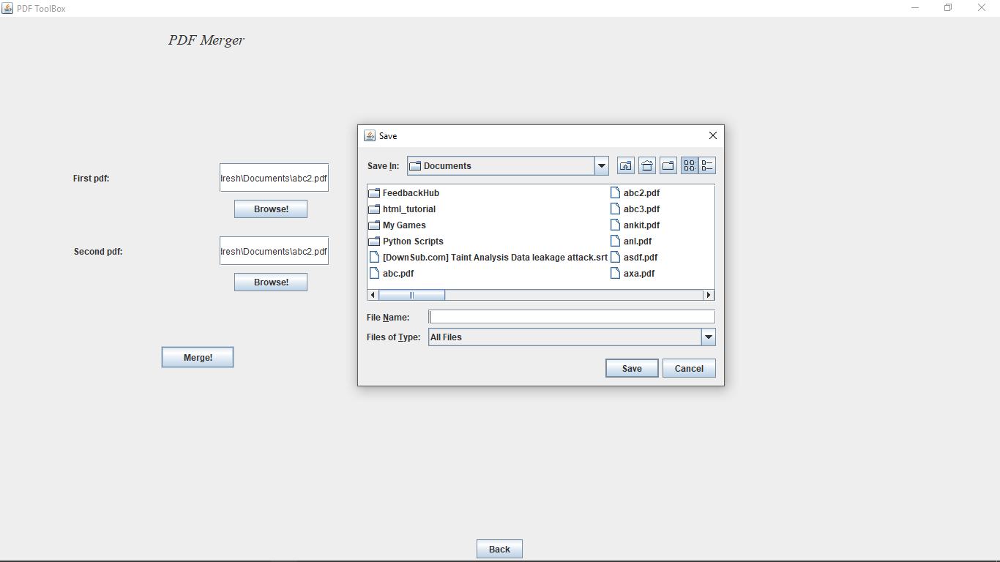 PDF ToolBox
PDF Merger
Save
Save In: Documents
FeedbackHub
html_tutorial
My Games
Python Scripts
[DownSub.com] Taint Analysis Data leakage attack.srt
abc.pdf
abc2.pdf
abc3.pdf
ankit.pdf
anl.pdf
asdf.pdf
axa.pdf
File Name:
Files of Type: All Files
Save Cancel
First pdf: lresh\Documents\abc2.pdf
Browse!
Second pdf: lresh\Documents\abc2.pdf
Browse!
Merge!
Back